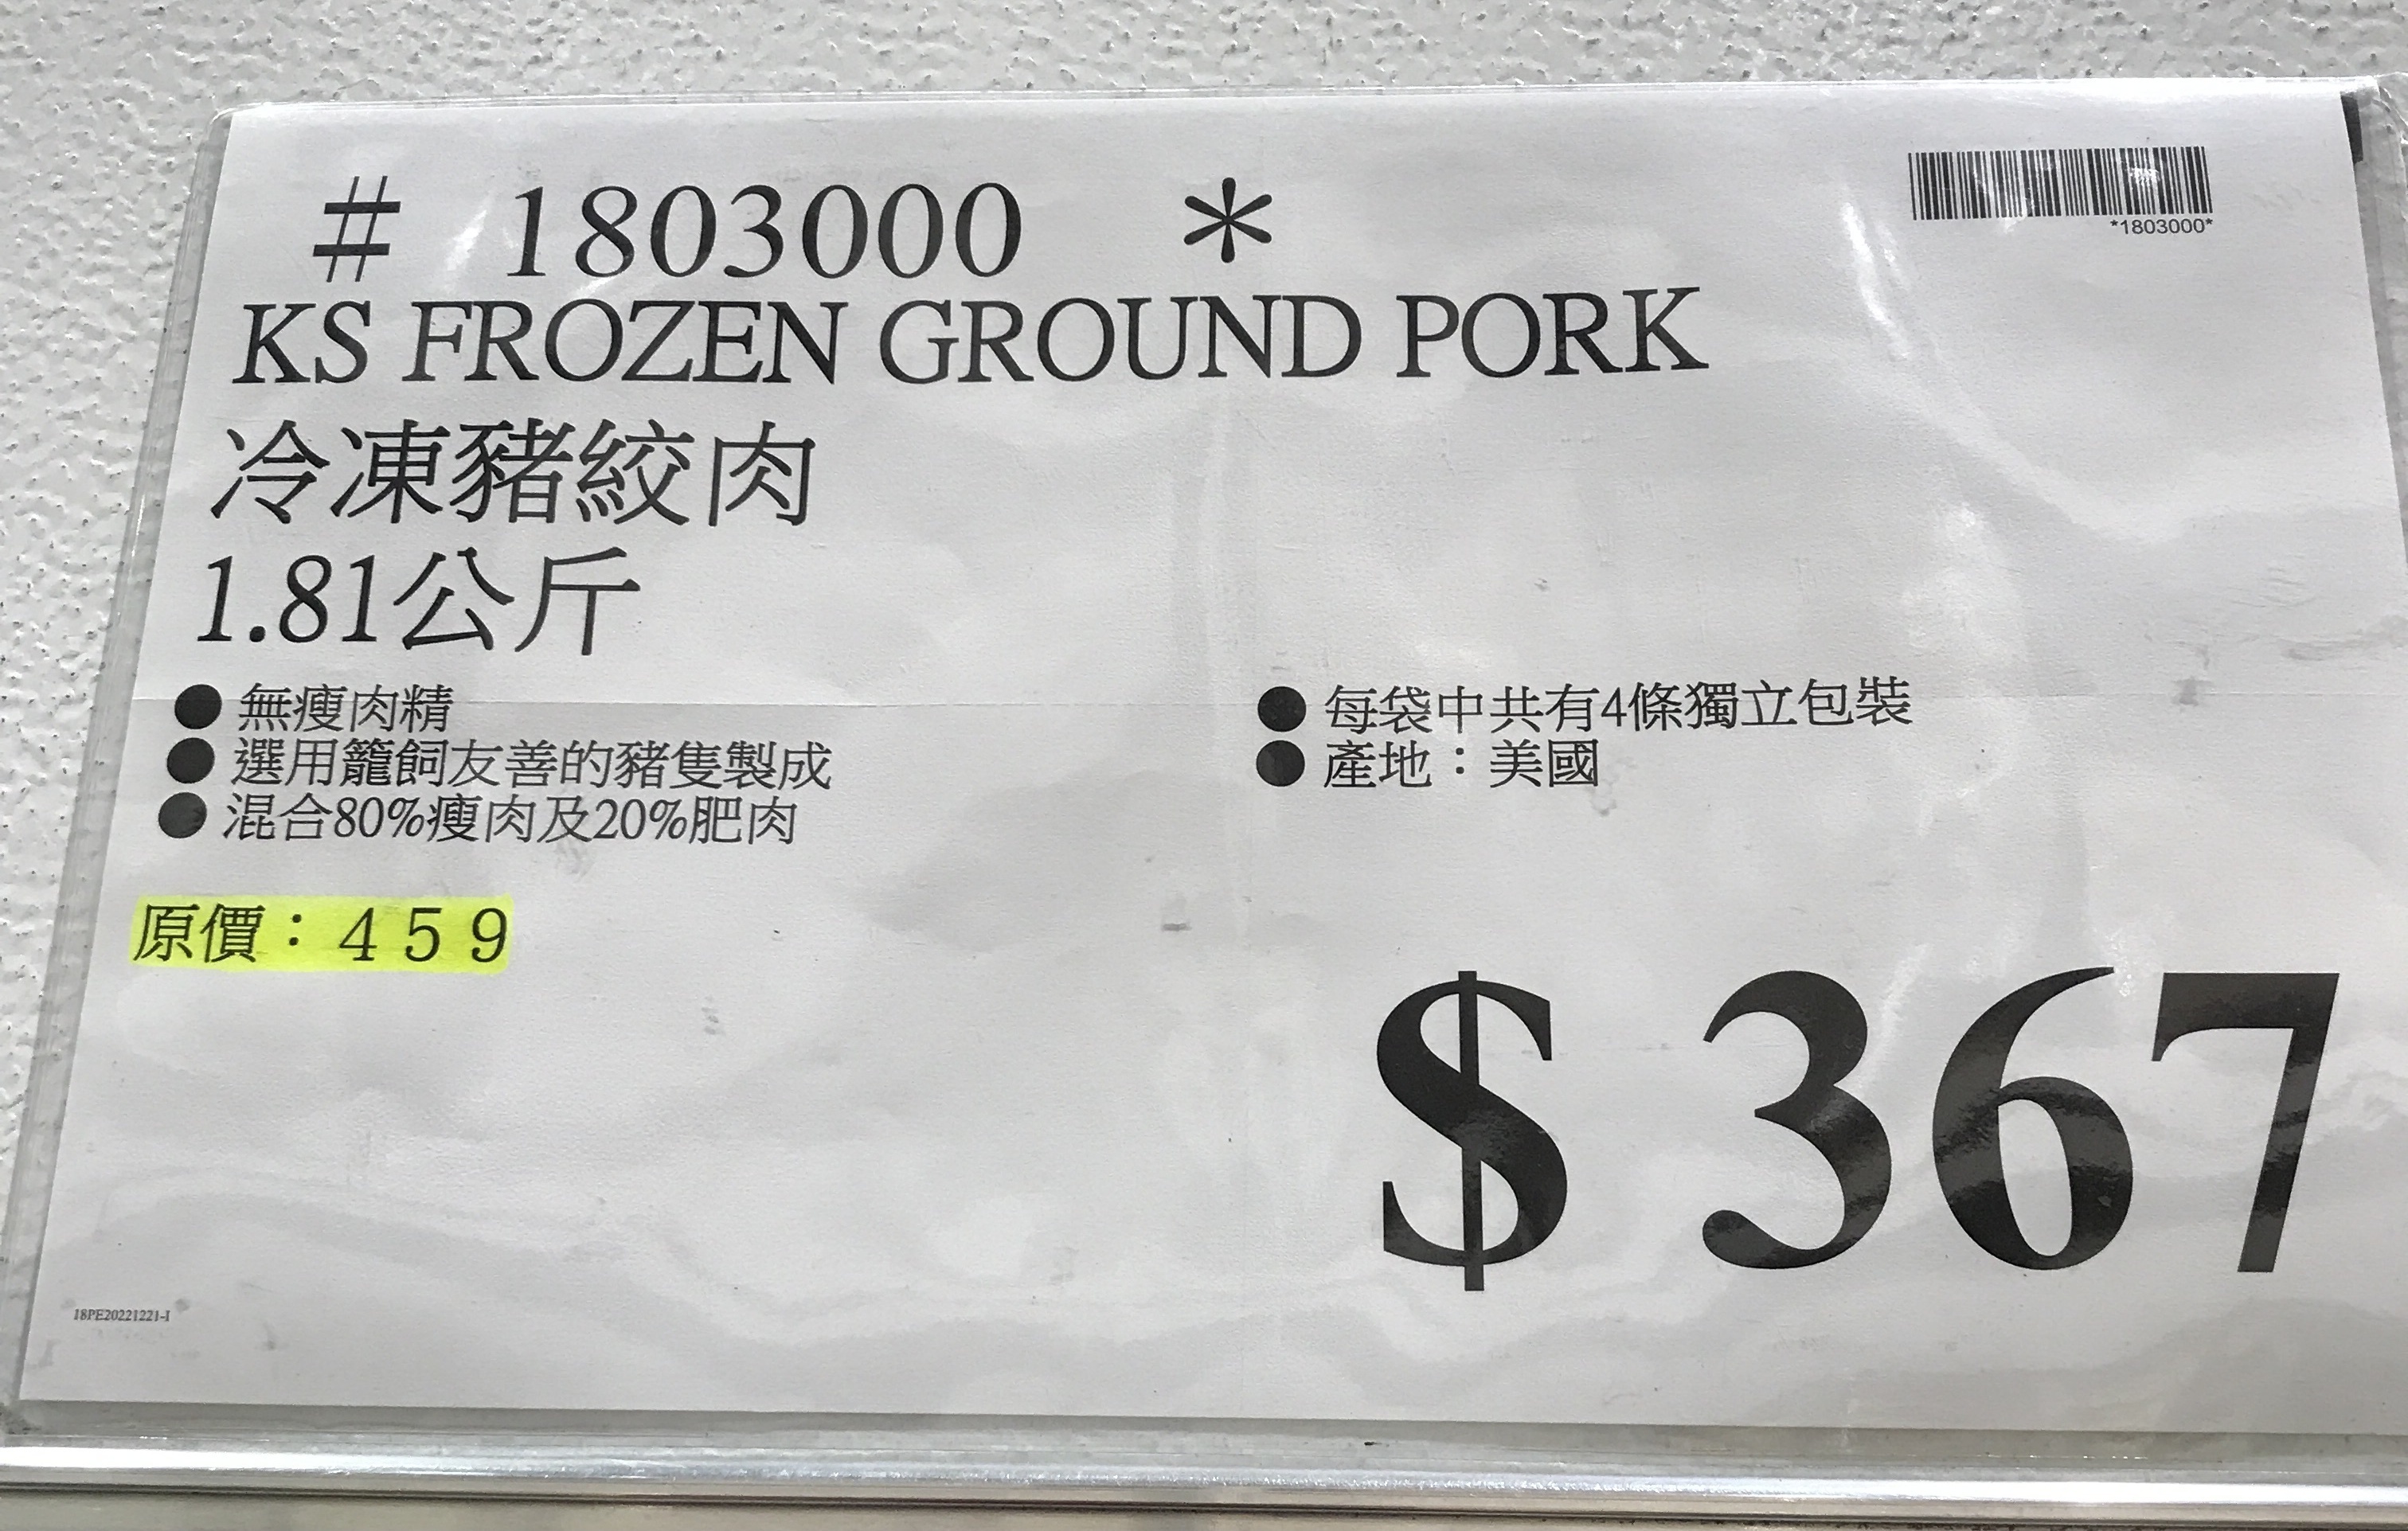 # 1803000 *
*1803000*
KS FROZEN GROUND PORK
冷凍豬絞肉
1.81公斤
●無瘦肉精
●選用籠飼友善的豬隻製成
●混合80%瘦肉及20%肥肉
●每袋中共有4條獨立包裝
●產地：美國
原價：４５９
$ 367
18PE20221221-I